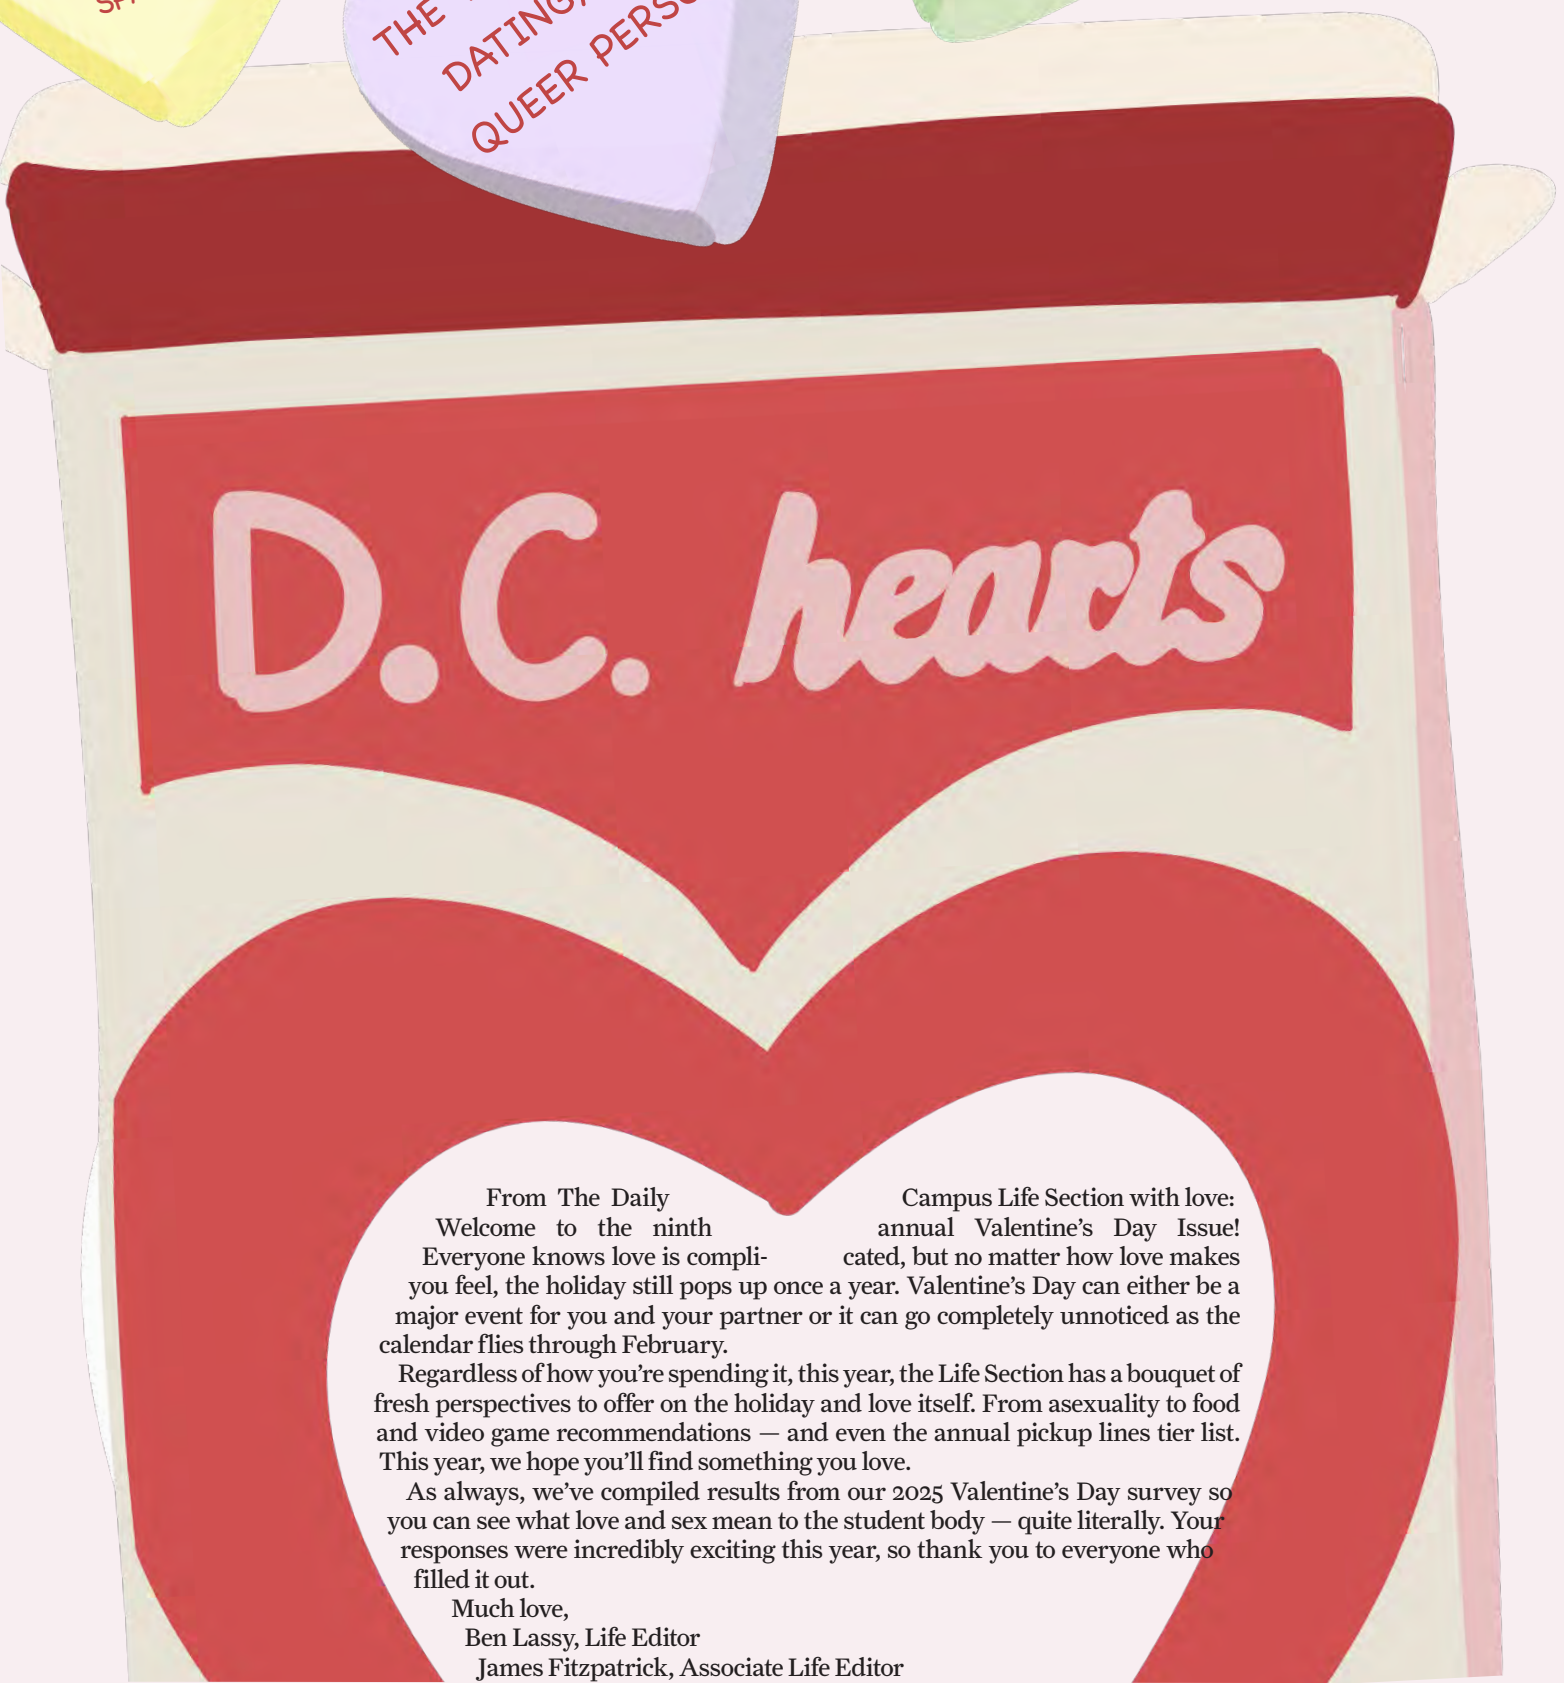 THE
DATING,
QUEER
D.C. hearts
From The Daily Campus Life Section with love:
Welcome to the ninth annual Valentine's Day Issue!
Everyone knows love is compli- cated, but no matter how love makes
you feel, the holiday still pops up once a year. Valentine's Day can either be a
major event for you and your partner or it can go completely unnoticed as the
calendar flies through February.
Regardless of how you're spending it, this year, the Life Section has a bouquet of
fresh perspectives to offer on the holiday and love itself. From asexuality to food
and video game recommendations — and even the annual pickup lines tier list.
This year, we hope you'll find something you love.
As always, we've compiled results from our 2025 Valentine's Day survey so
you can see what love and sex mean to the student body — quite literally. Your
responses were incredibly exciting this year, so thank you to everyone who
filled it out.
Much love,
Ben Lassy, Life Editor
James Fitzpatrick, Associate Life Editor